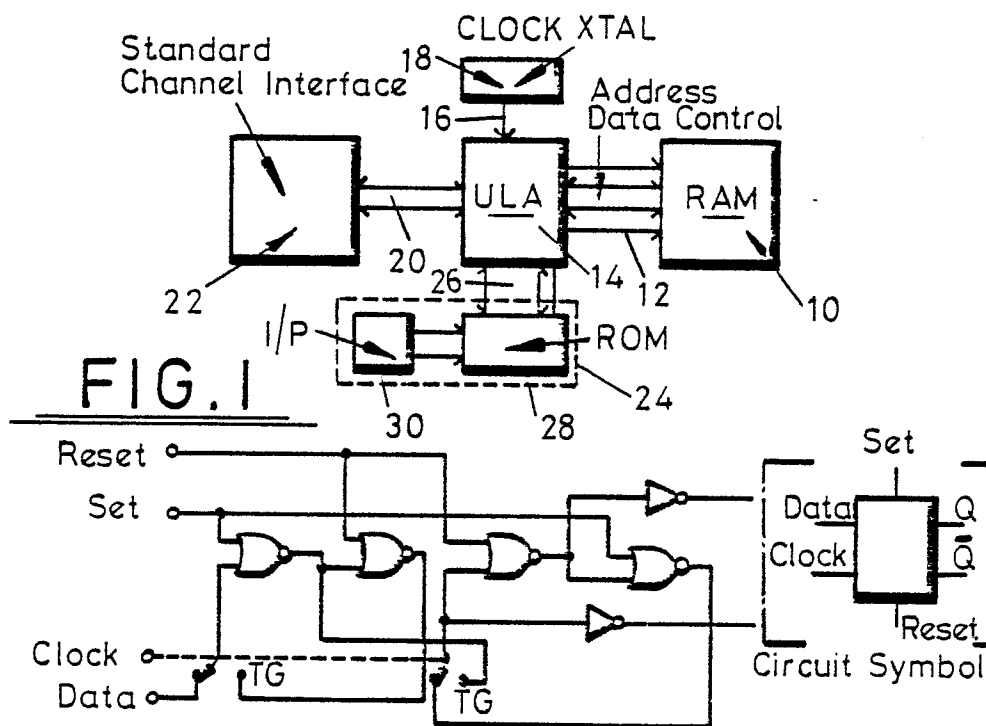 CLOCK XTAL
Standard
Channel Interface
18
16
Address
Data Control
ULA
RAM
20
14
12
10
22
26
I/P
ROM
24
30
28
FIG.1
Reset
Set
Set
Data
Q
Clock
Q̄
Reset
Clock
TG
TG
Data
Circuit Symbol